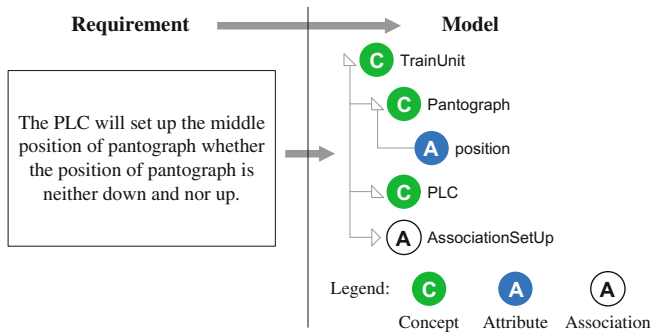 Requirement
Model
The PLC will set up the middle
position of pantograph whether
the position of pantograph is
neither down and nor up.
C TrainUnit
C Pantograph
A position
C PLC
A AssociationSetUp
Legend: C A A
Concept Attribute Association